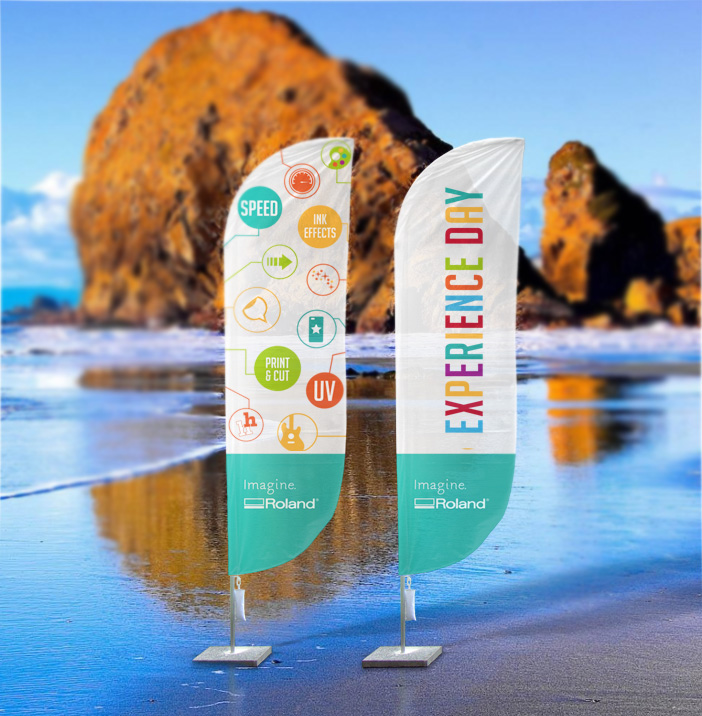 SPEED
INK
EFFECTS
PRINT
& CUT
UV
h
Imagine.
Roland®
EXPERIENCE DAY
Imagine.
Roland®